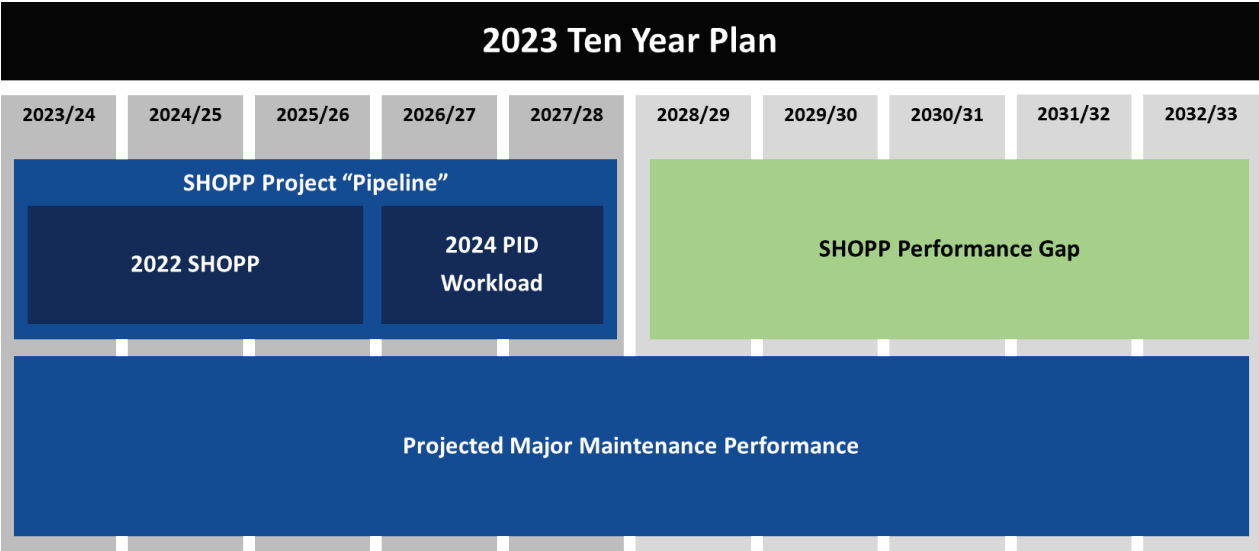 2023 Ten Year Plan
2023/24 2024/25 2025/26 2026/27 2027/28 2028/29 2029/30 2030/31 2031/32 2032/33
SHOPP Project “Pipeline”
2022 SHOPP
2024 PID
Workload
SHOPP Performance Gap
Projected Major Maintenance Performance